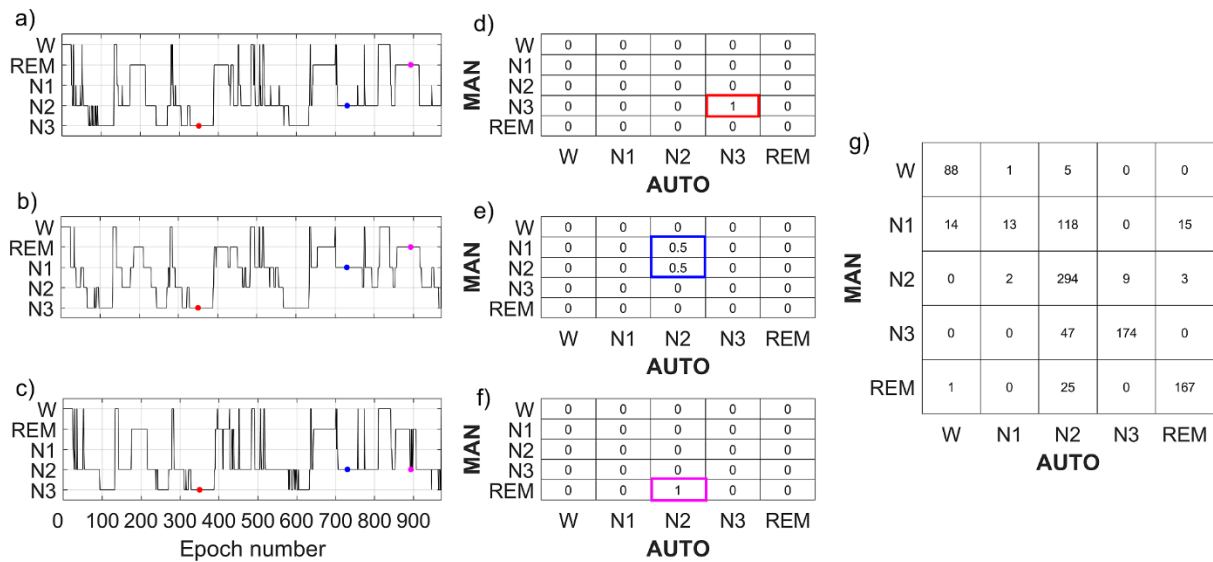 a)
W
REM
N1
N2
N3
b)
W
REM
N1
N2
N3
c)
W
REM
N1
N2
N3
0 100 200 300 400 500 600 700 800 900
Epoch number
d)
MAN
W 0 0 0 0 0
N1 0 0 0 0 0
N2 0 0 0 0 0
N3 0 0 0 1 0
REM 0 0 0 0 0
W N1 N2 N3 REM
AUTO
e)
MAN
W 0 0 0 0 0
N1 0 0 0.5 0 0
N2 0 0 0.5 0 0
N3 0 0 0 0 0
REM 0 0 0 0 0
W N1 N2 N3 REM
AUTO
f)
MAN
W 0 0 0 0 0
N1 0 0 0 0 0
N2 0 0 0 0 0
N3 0 0 0 0 0
REM 0 0 1 0 0
W N1 N2 N3 REM
AUTO
g)
MAN
W 88 1 5 0 0
N1 14 13 118 0 15
N2 0 2 294 9 3
N3 0 0 47 174 0
REM 1 0 25 0 167
W N1 N2 N3 REM
AUTO